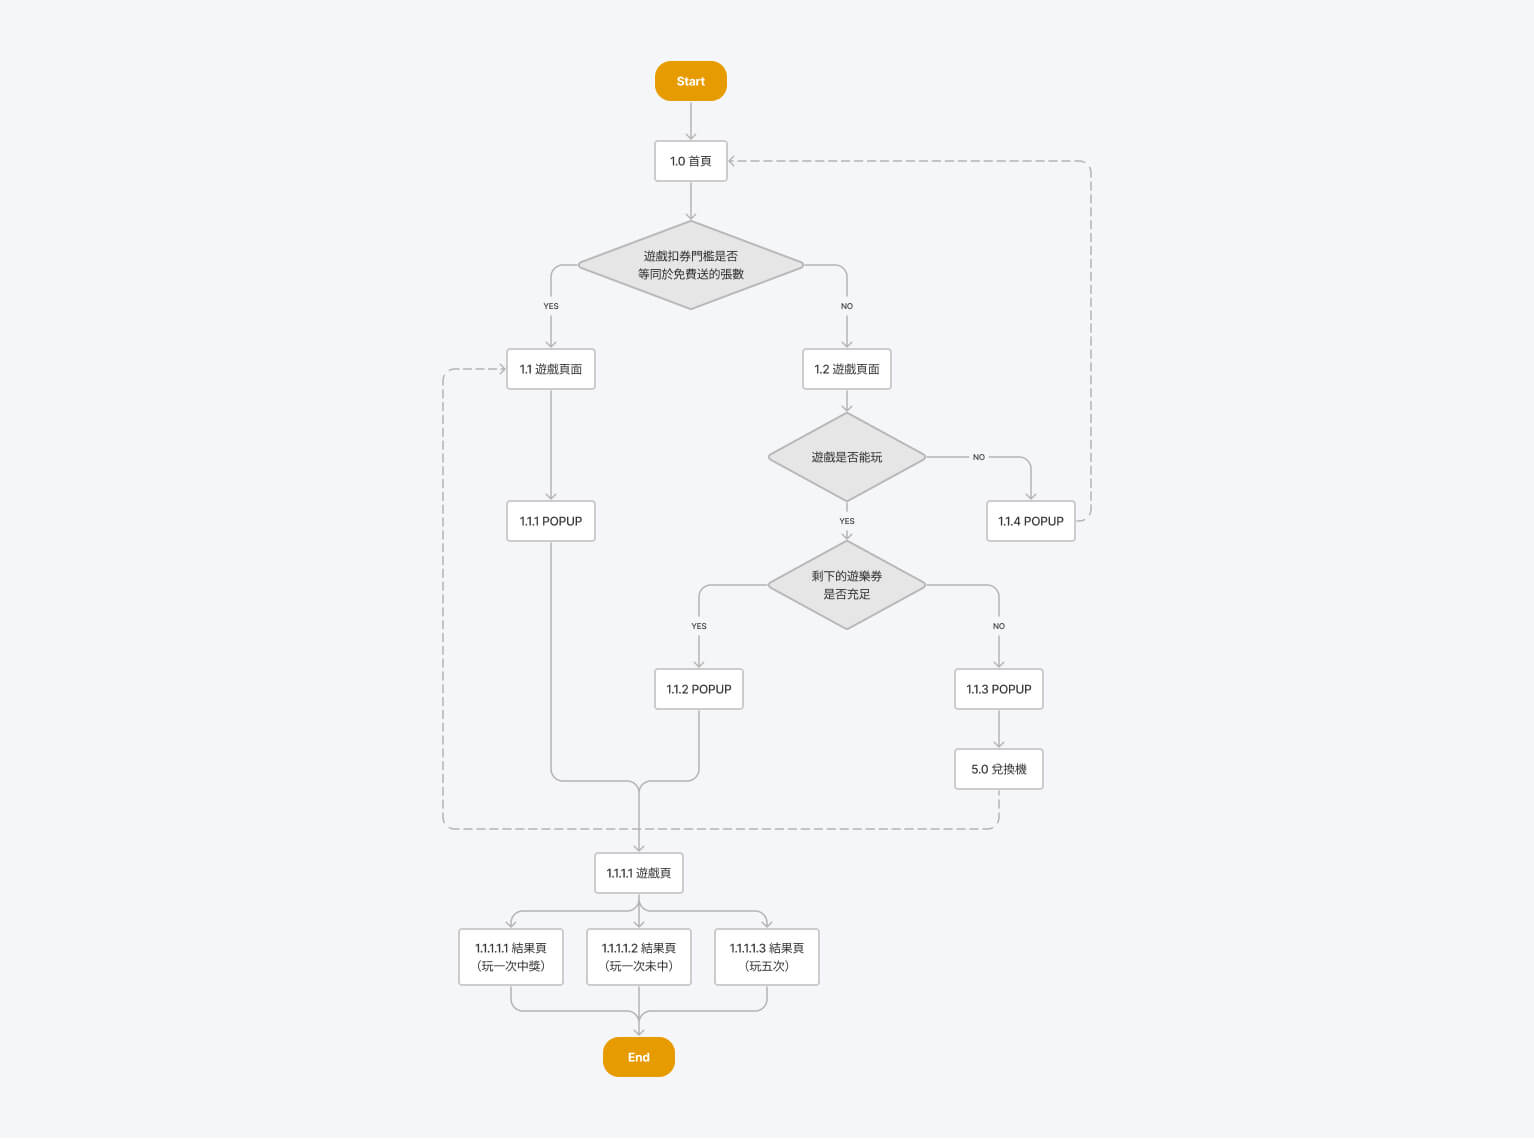 Start
1.0 首頁
遊戲扣券門檻是否
等同於免費送的張數
YES
NO
1.1 遊戲頁面
1.2 遊戲頁面
遊戲是否能玩
NO
1.1.1 POPUP
YES
1.1.4 POPUP
剩下的遊樂券
是否充足
YES
NO
1.1.2 POPUP
1.1.3 POPUP
5.0 兌換機
1.1.1.1 遊戲頁
1.1.1.1.1 結果頁
（玩一次中獎）
1.1.1.1.2 結果頁
（玩一次未中）
1.1.1.1.3 結果頁
（玩五次）
End